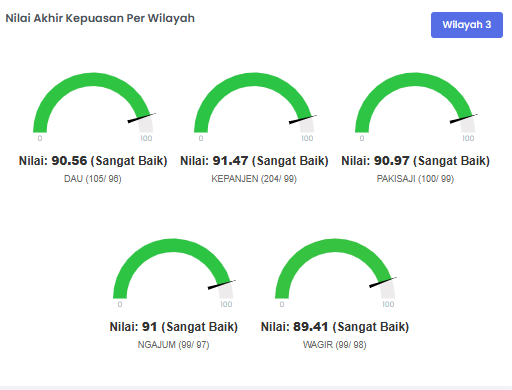 Nilai Akhir Kepuasan Per Wilayah
Wilayah 3
0 100
0 100
0 100
Nilai: 90.56 (Sangat Baik)
Nilai: 91.47 (Sangat Baik)
Nilai: 90.97 (Sangat Baik)
DAU (105/ 96)
KEPANJEN (204/ 99)
PAKISAJI (100/ 99)
0 100
0 100
Nilai: 91 (Sangat Baik)
Nilai: 89.41 (Sangat Baik)
NGAJUM (99/ 97)
WAGIR (99/ 98)